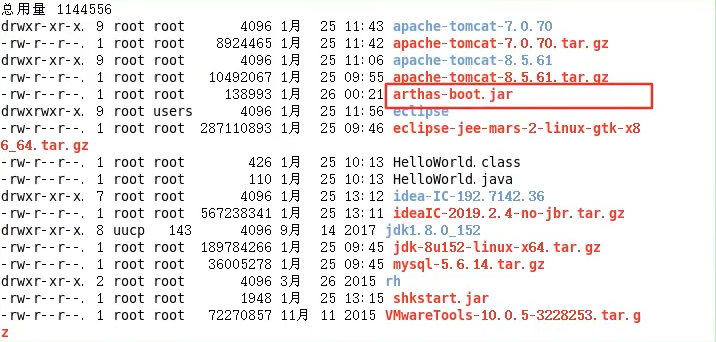 总用量 1144556
drwxr-xr-x. 9 root root 4096 1月 25 11:43 apache-tomcat-7.0.70
-rw-r--r--. 1 root root 8924465 1月 25 11:42 apache-tomcat-7.0.70.tar.gz
drwxr-xr-x. 9 root root 4096 1月 25 11:06 apache-tomcat-8.5.61
-rw-r--r--. 1 root root 10492067 1月 25 09:55 apache-tomcat-8.5.61.tar.gz
-rw-r--r--. 1 root root 138993 1月 26 00:21 arthas-boot.jar
drwxrwxr-x. 9 root users 4096 1月 25 11:56 eclipse
-rw-r--r--. 1 root root 287110893 1月 25 09:46 eclipse-jee-mars-2-linux-gtk-x8
6_64.tar.gz
-rw-r--r--. 1 root root 426 1月 25 10:13 HelloWorld.class
-rw-r--r--. 1 root root 110 1月 25 10:13 HelloWorld.java
drwxr-xr-x. 7 root root 4096 1月 25 13:12 idea-IC-192.7142.36
-rw-r--r--. 1 root root 567238341 1月 25 13:11 ideaIC-2019.2.4-no-jbr.tar.gz
drwxr-xr-x. 8 uucp 143 4096 9月 14 2017 jdk1.8.0_152
-rw-r--r--. 1 root root 189784266 1月 25 09:45 jdk-8u152-linux-x64.tar.gz
-rw-r--r--. 1 root root 36005278 1月 25 09:45 mysql-5.6.14.tar.gz
drwxr-xr-x. 2 root root 4096 3月 26 2015 rh
-rw-r--r--. 1 root root 1948 1月 25 13:15 shkstart.jar
-rw-r--r--. 1 root root 72270857 11月 11 2015 VMwareTools-10.0.5-3228253.tar.g
z